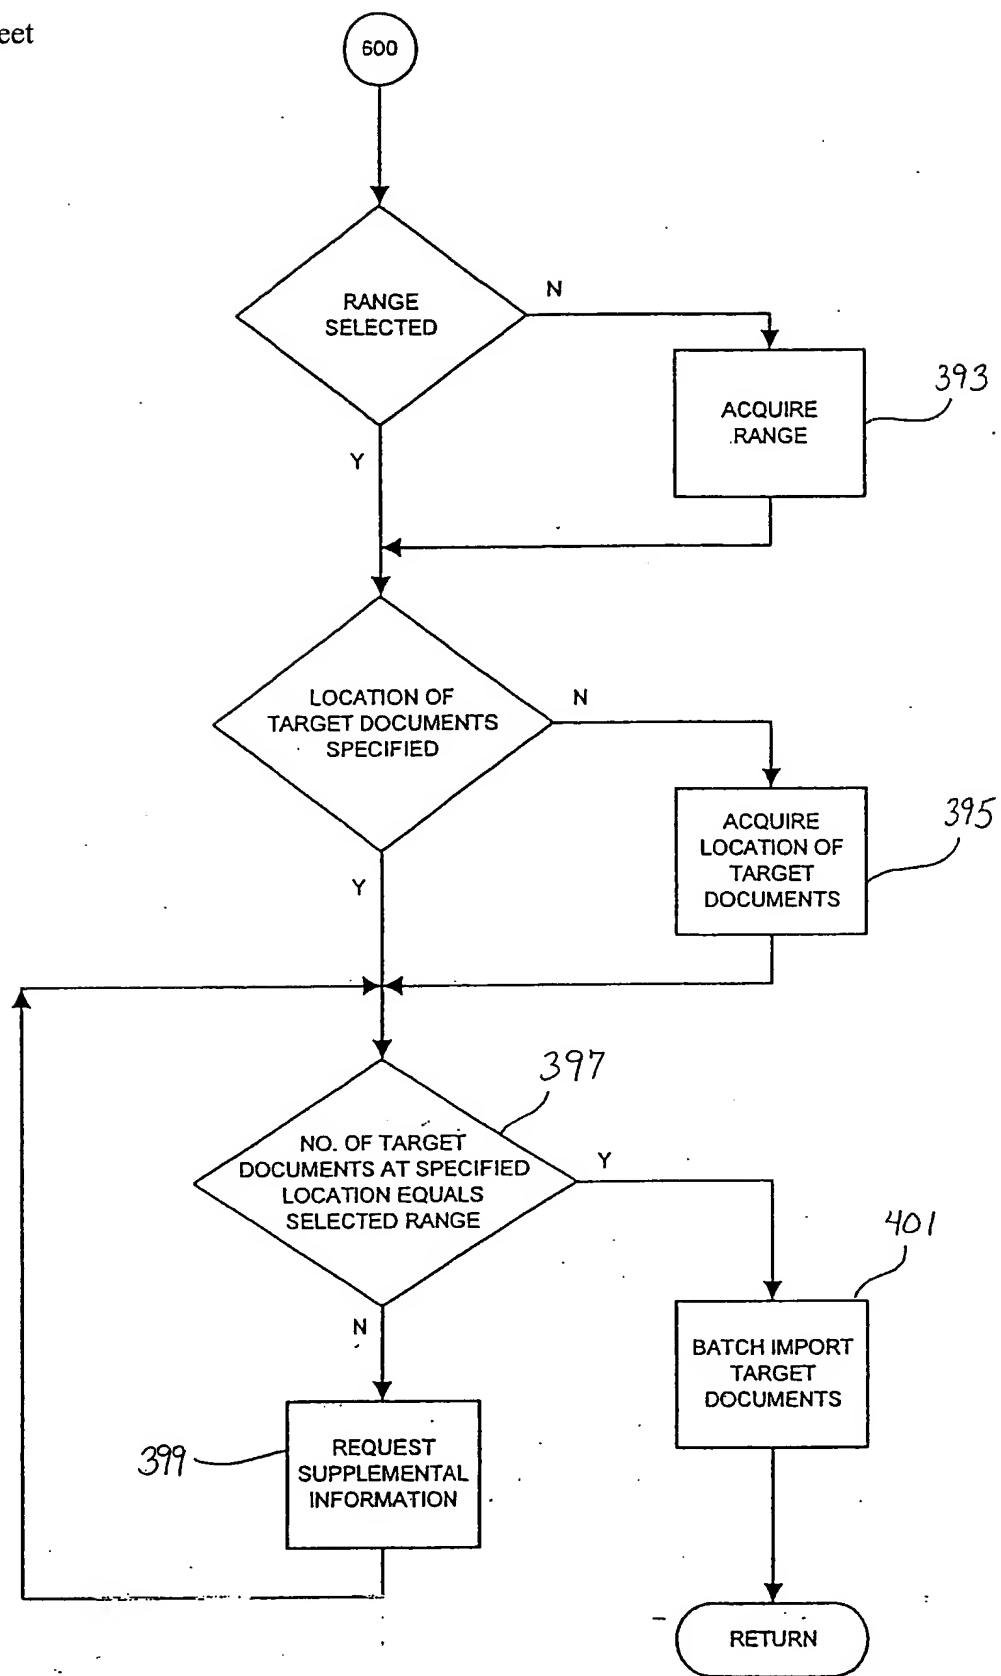 eet
600
RANGE
SELECTED
N
ACQUIRE
RANGE
393
Y
LOCATION OF
TARGET DOCUMENTS
SPECIFIED
N
ACQUIRE
LOCATION OF
TARGET
DOCUMENTS
395
Y
397
NO. OF TARGET
DOCUMENTS AT SPECIFIED
LOCATION EQUALS
SELECTED RANGE
Y
401
N
BATCH IMPORT
TARGET
DOCUMENTS
399
REQUEST
SUPPLEMENTAL
INFORMATION
RETURN